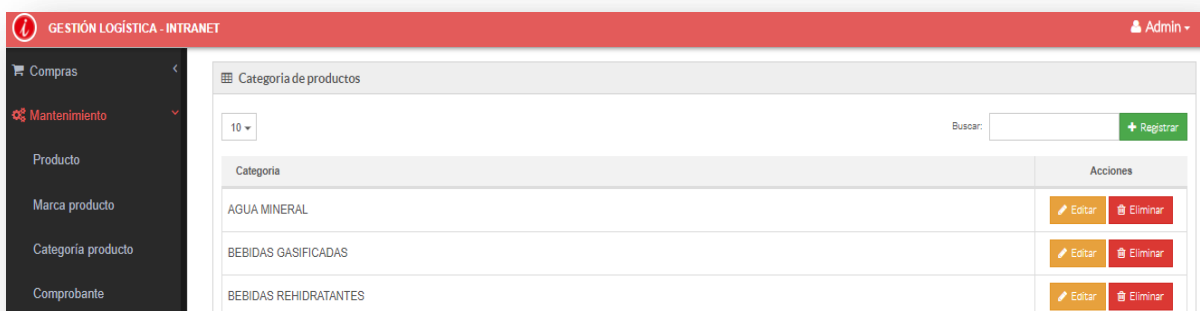 GESTIÓN LOGÍSTICA - INTRANET
Admin
Compras
Mantenimiento
Producto
Marca producto
Categoría producto
Comprobante
Categoria de productos
10
Buscar:
Registrar
Categoria Acciones
AGUA MINERAL Editar Eliminar
BEBIDAS GASIFICADAS Editar Eliminar
BEBIDAS REHIDRATANTES Editar Eliminar